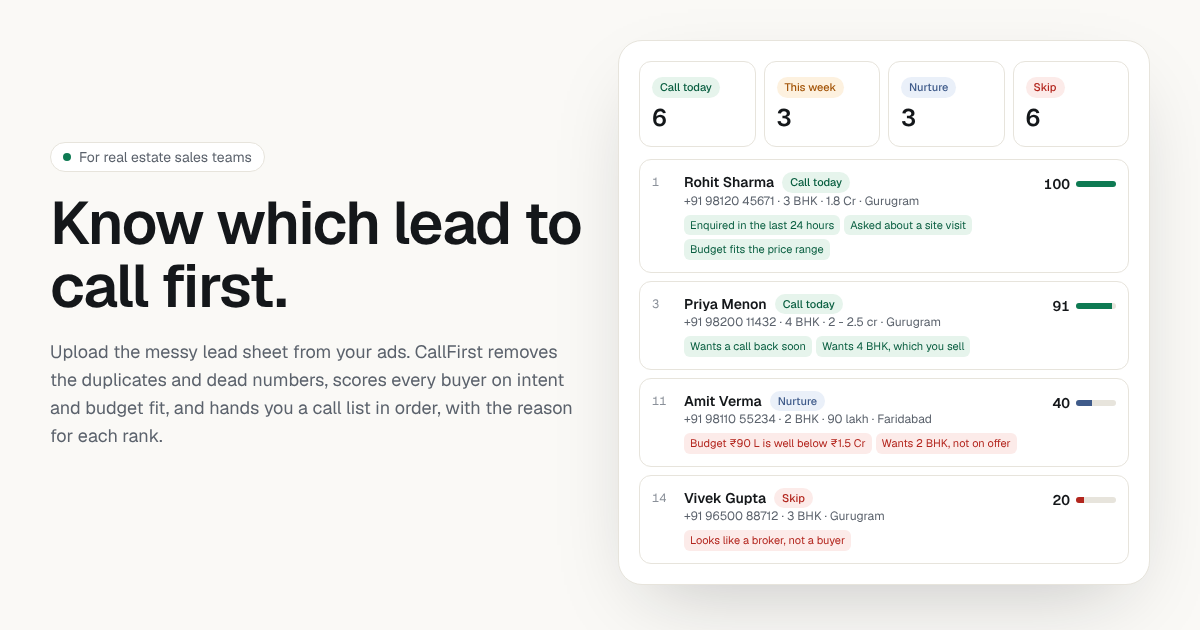 For real estate sales teams
Know which lead to
call first.
Upload the messy lead sheet from your ads. CallFirst removes
the duplicates and dead numbers, scores every buyer on intent
and budget fit, and hands you a call list in order, with the reason
for each rank.
Call today
6
This week
3
Nurture
3
Skip
6
1 Rohit Sharma Call today 100
+91 98120 45671 · 3 BHK · 1.8 Cr · Gurugram
Enquired in the last 24 hours Asked about a site visit
Budget fits the price range
3 Priya Menon Call today 91
+91 98200 11432 · 4 BHK · 2 - 2.5 cr · Gurugram
Wants a call back soon Wants 4 BHK, which you sell
11 Amit Verma Nurture 40
+91 98110 55234 · 2 BHK · 90 lakh · Faridabad
Budget ₹90 L is well below ₹1.5 Cr Wants 2 BHK, not on offer
14 Vivek Gupta Skip 20
+91 96500 88712 · 3 BHK · Gurugram
Looks like a broker, not a buyer